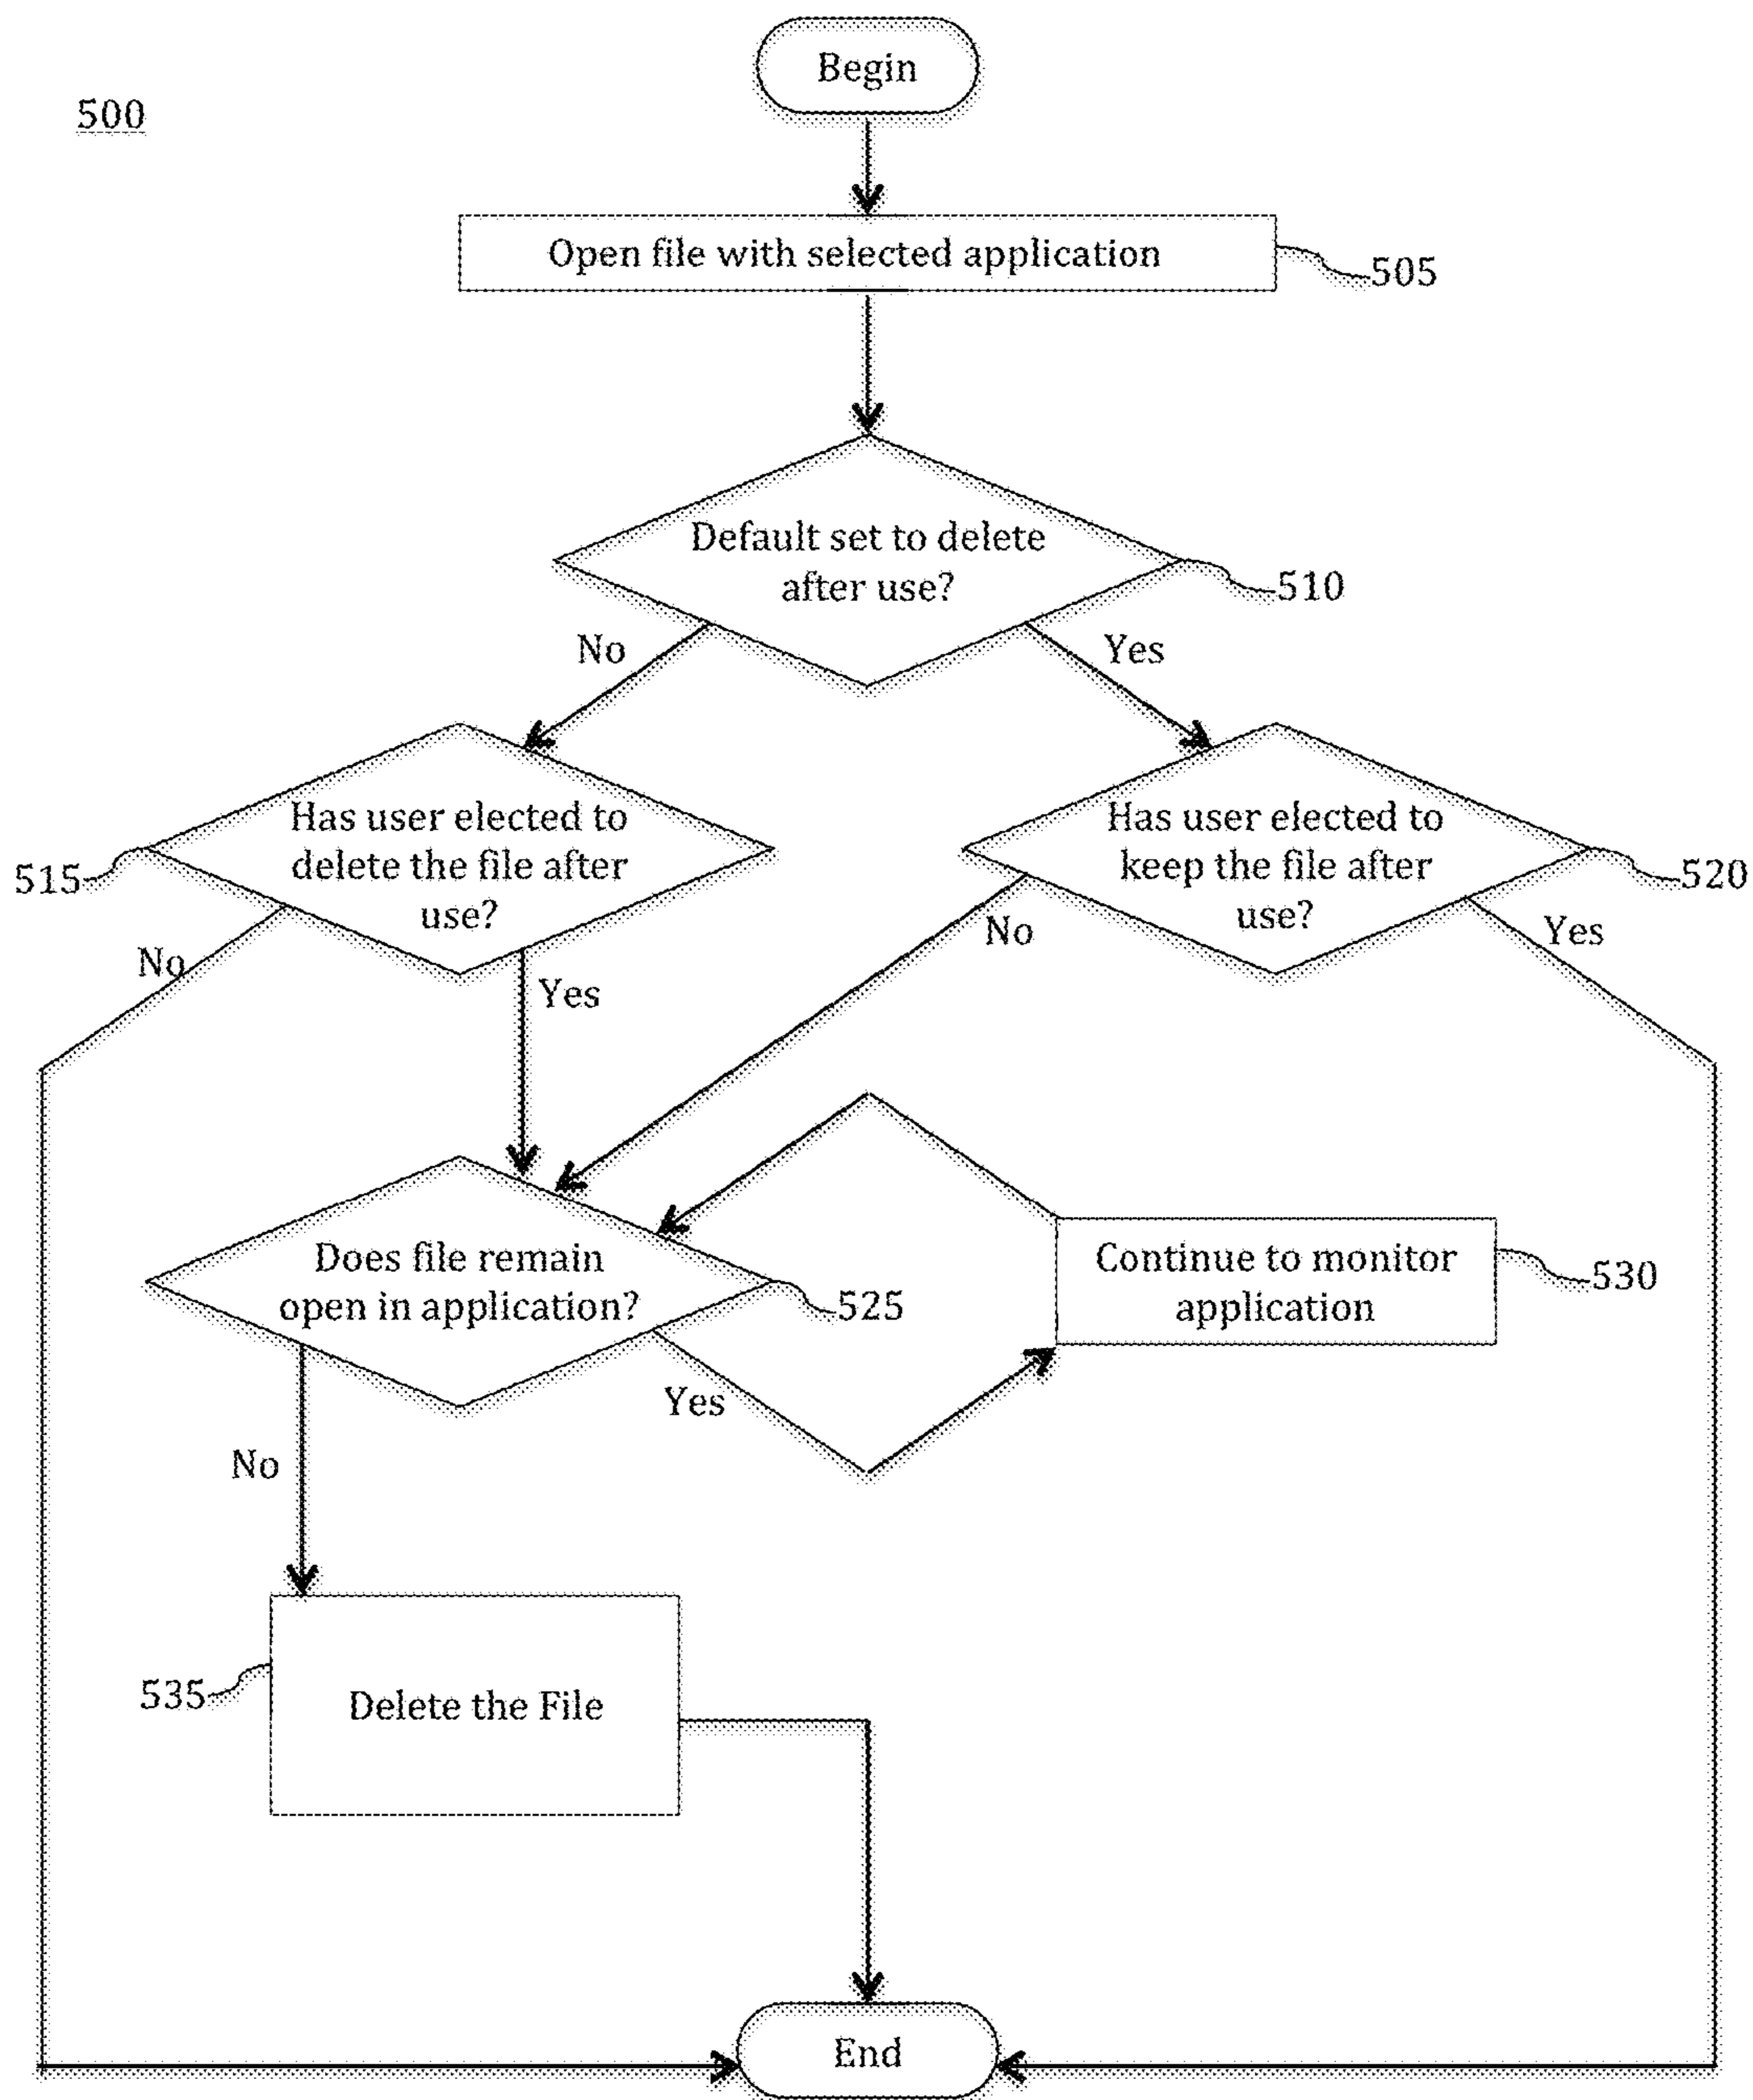 Begin
500
Open file with selected application
505
Default set to delete
after use?
510
No
Yes
Has user elected to
delete the file after
use?
515
Has user elected to
keep the file after
use?
520
No
Yes
No
Yes
Does file remain
open in application?
525
Continue to monitor
application
530
Yes
No
Delete the File
535
End